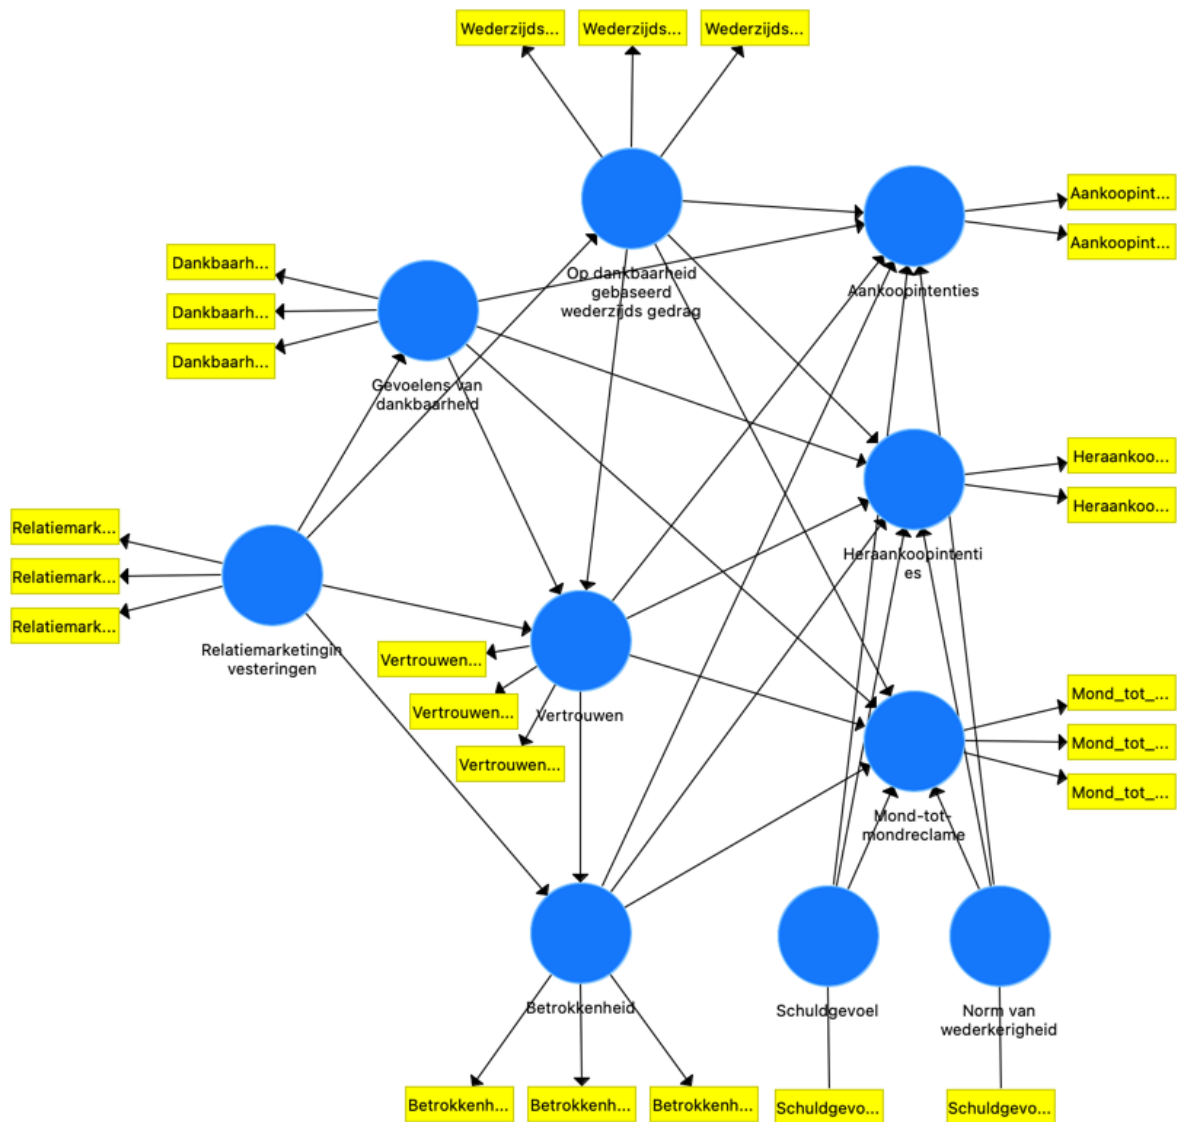 Wederzijds... Wederzijds... Wederzijds...
Aankoopint...
Aankoopint...
Aankoopintenties
Op dankbaarheid
gebaseerd
wederzijds gedrag
Dankbaarh...
Dankbaarh...
Dankbaarh...
Gevoelens van
dankbaarheid
Heraankoo...
Heraankoo...
Heraankoopintenti
es
Relatiemark...
Relatiemark...
Relatiemark...
Relatiemarketingin
vesteringen
Vertrouwen...
Vertrouwen...
Vertrouwen...
Vertrouwen
Mond_tot_...
Mond_tot_...
Mond_tot_...
Mond-tot-
mondreclame
Betrokkenheid
Schuldgevoel
Norm van
wederkerigheid
Betrokkenh... Betrokkenh... Betrokkenh...
Schuldgevo... Schuldgevo...